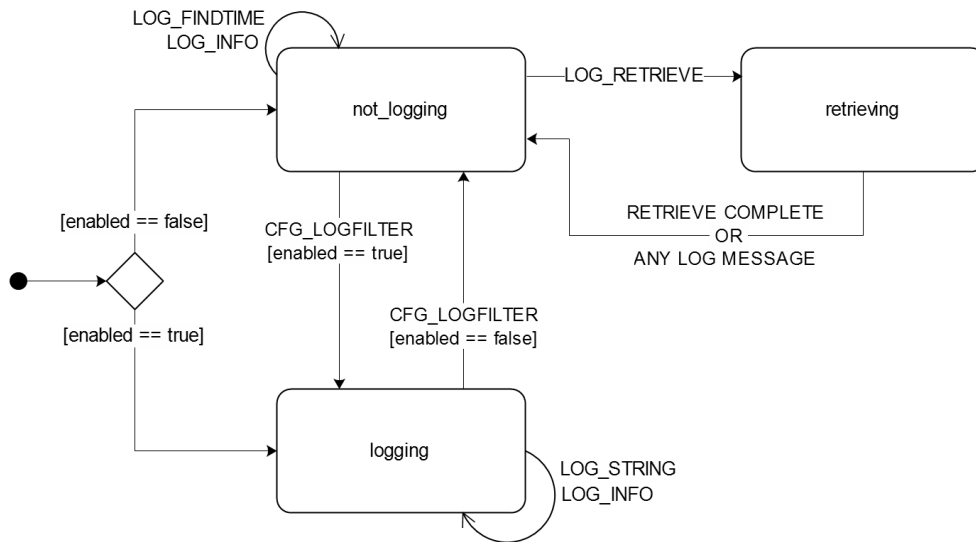 LOG_FINDTIME
LOG_INFO
not_logging
LOG_RETRIEVE
retrieving
[enabled == false]
CFG_LOGFILTER
[enabled == true]
RETRIEVE COMPLETE
OR
ANY LOG MESSAGE
[enabled == true]
CFG_LOGFILTER
[enabled == false]
logging
LOG_STRING
LOG_INFO